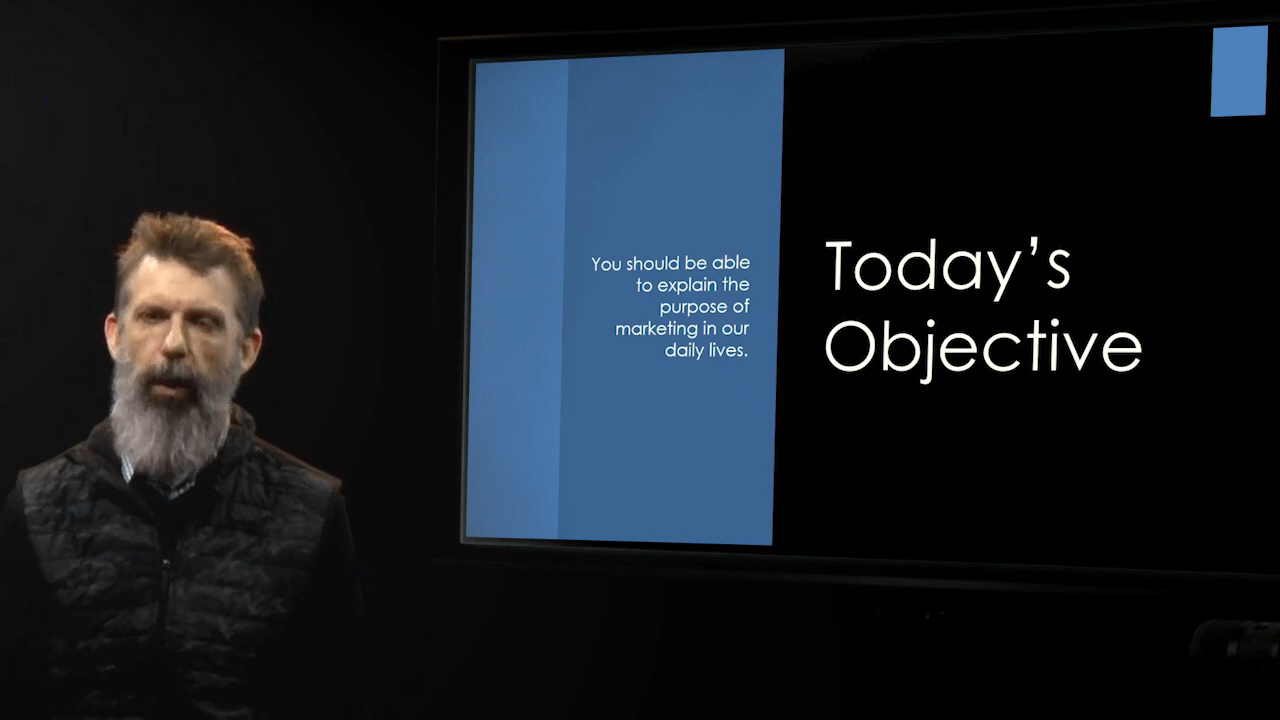 You should be able
to explain the
purpose of
marketing in our
daily lives.
Today’s
Objective